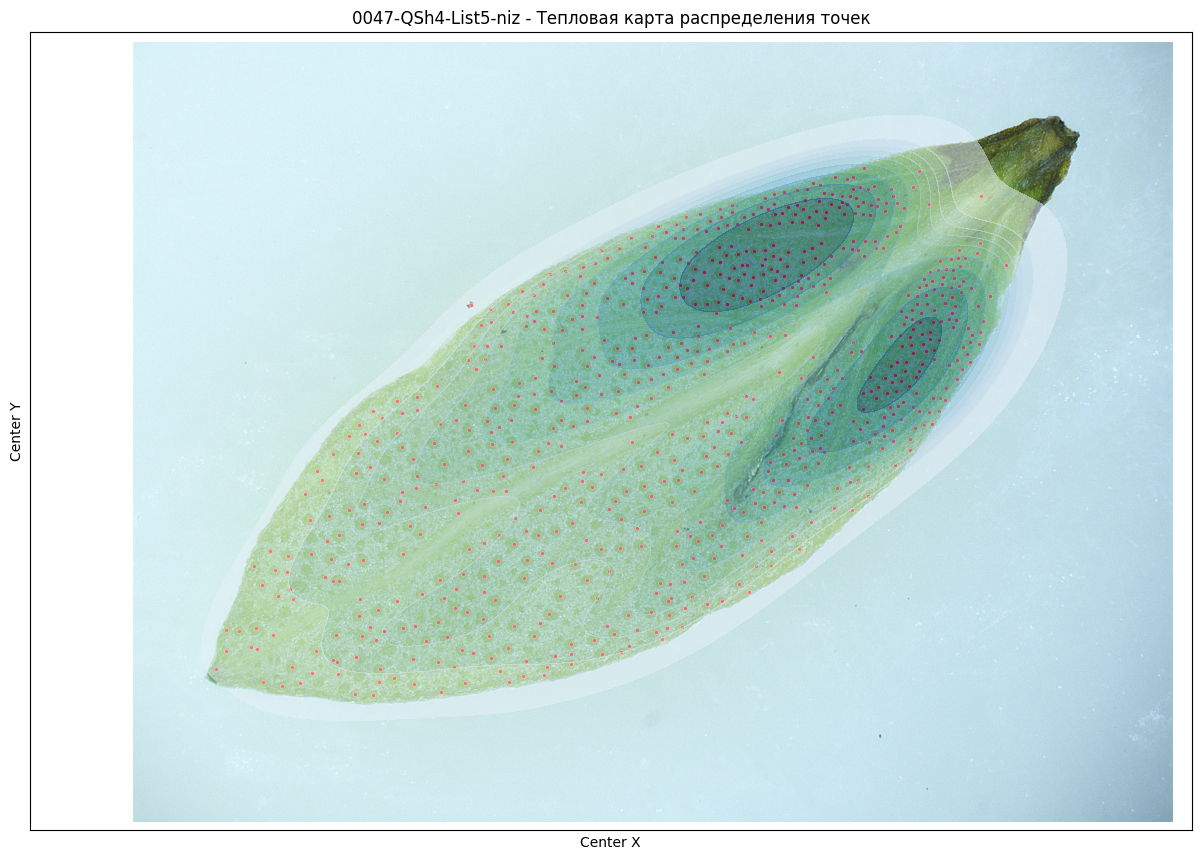 0047-QSh4-List5-niz - Тепловая карта распределения точек
Center Y
Center X